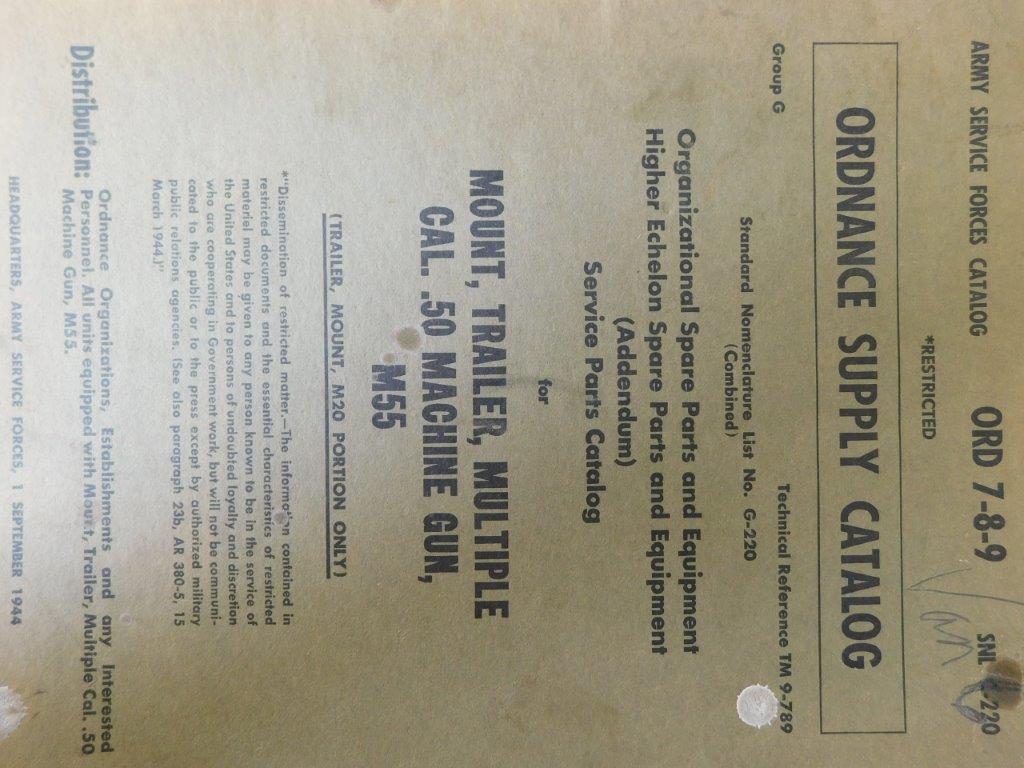 ARMY SERVICE FORCES CATALOG ORD 7-8-9 SNL 220
Van
*RESTRICTED
ORDNANCE SUPPLY CATALOG
Group G Technical Reference TM 9-789
Standard Nomenclature List No. G-220
(Combined)
Organizational Spare Parts and Equipment
Higher Echelon Spare Parts and Equipment
(Addendum)
Service Parts Catalog
for
MOUNT, TRAILER, MULTIPLE
CAL. .50 MACHINE GUN,
M55
(TRAILER, MOUNT, M20 PORTION ONLY)
*"Dissemination of restricted matter.—The information contained in
restricted documents and the essential characteristics of restricted
materiel may be given to any person known to be in the service of
the United States and to persons of undoubted loyalty and discretion
who are cooperating in Government work, but will not be communi-
cated to the public or to the press except by authorized military
public relations agencies. (See also paragraph 23b, AR 380-5, 15
March 1944.)"
Distribution: Ordnance Organizations, Establishments and any Interested
Personnel. All units equipped with Mount, Trailer, Multiple Cal. .50
Machine Gun, M55.
HEADQUARTERS, ARMY SERVICE FORCES, 1 SEPTEMBER 1944